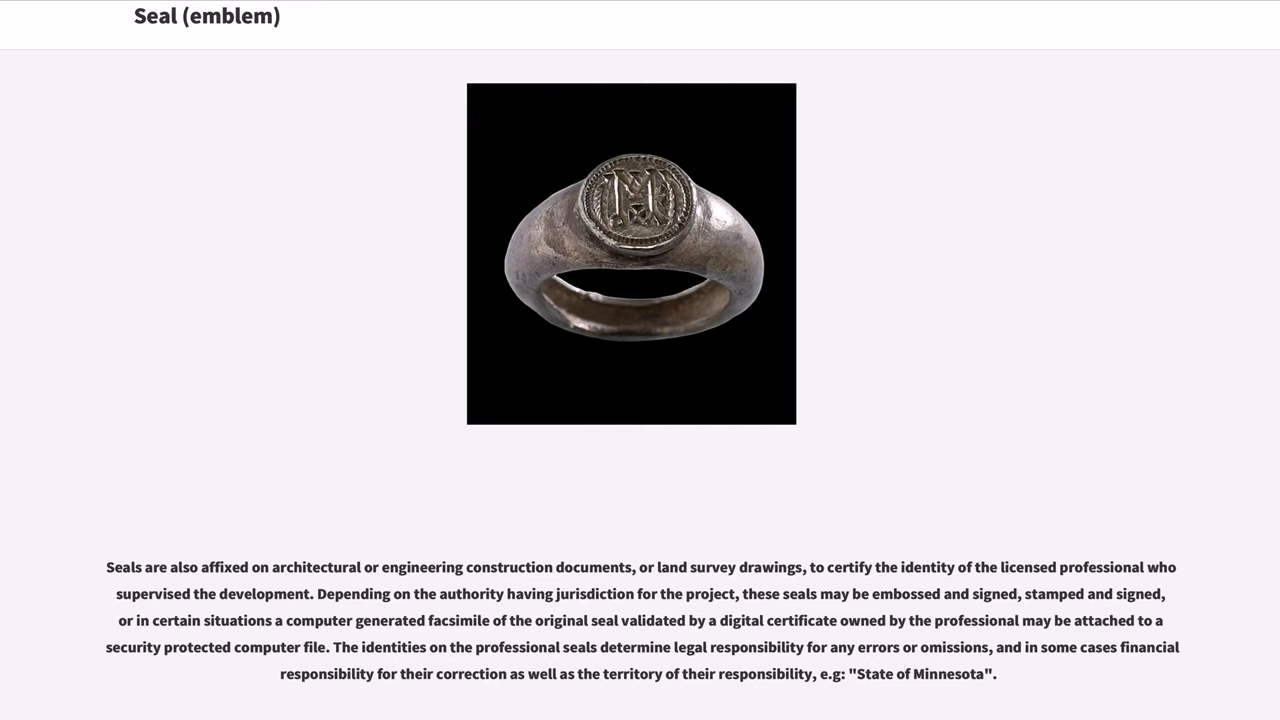 Seal (emblem)
Seals are also affixed on architectural or engineering construction documents, or land survey drawings, to certify the identity of the licensed professional who
supervised the development. Depending on the authority having jurisdiction for the project, these seals may be embossed and signed, stamped and signed,
or in certain situations a computer generated facsimile of the original seal validated by a digital certificate owned by the professional may be attached to a
security protected computer file. The identities on the professional seals determine legal responsibility for any errors or omissions, and in some cases financial
responsibility for their correction as well as the territory of their responsibility, e.g: "State of Minnesota".